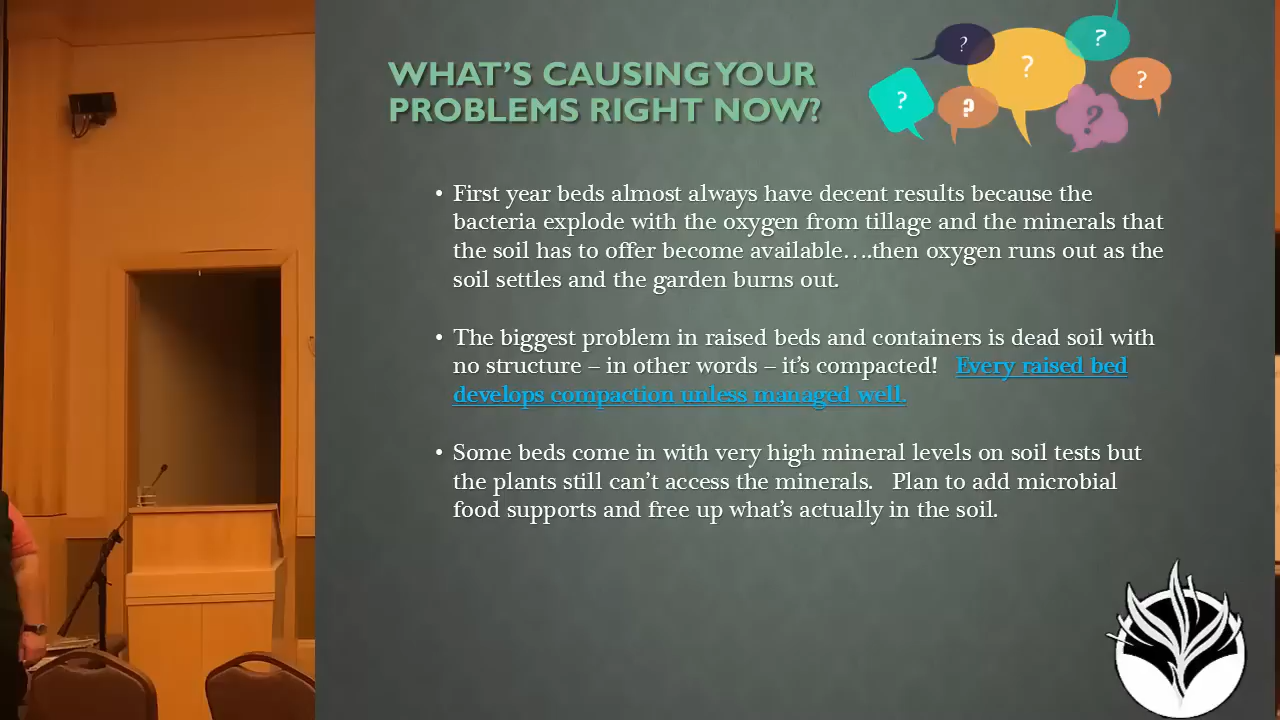 WHAT'S CAUSING YOUR
PROBLEMS RIGHT NOW?
? ? ? ? ? ? ?
• First year beds almost always have decent results because the
bacteria explode with the oxygen from tillage and the minerals that
the soil has to offer become available….then oxygen runs out as the
soil settles and the garden burns out.
• The biggest problem in raised beds and containers is dead soil with
no structure – in other words – it's compacted! Every raised bed
develops compaction unless managed well.
• Some beds come in with very high mineral levels on soil tests but
the plants still can't access the minerals. Plan to add microbial
food supports and free up what's actually in the soil.